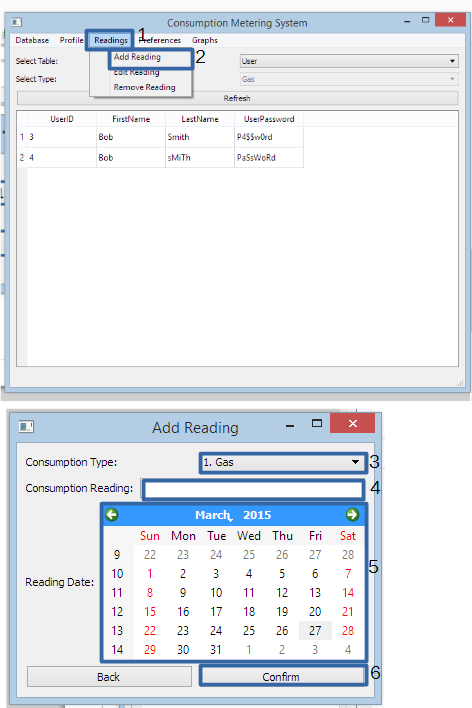 Consumption Metering System
Database Profile Readings 1 Preferences Graphs
Add Reading 2
Edit Reading
Remove Reading
Select Table: User
Select Type: Gas
Refresh
UserID FirstName LastName UserPassword
1 3 Bob Smith P4$$w0rd
2 4 Bob sMiTh PaSsWoRd
Add Reading
Consumption Type: 1. Gas 3
Consumption Reading: 4
March, 2015
Sun Mon Tue Wed Thu Fri Sat
9 22 23 24 25 26 27 28
10 1 2 3 4 5 6 7
Reading Date: 5
11 8 9 10 11 12 13 14
12 15 16 17 18 19 20 21
13 22 23 24 25 26 27 28
14 29 30 31 1 2 3 4
Back Confirm 6